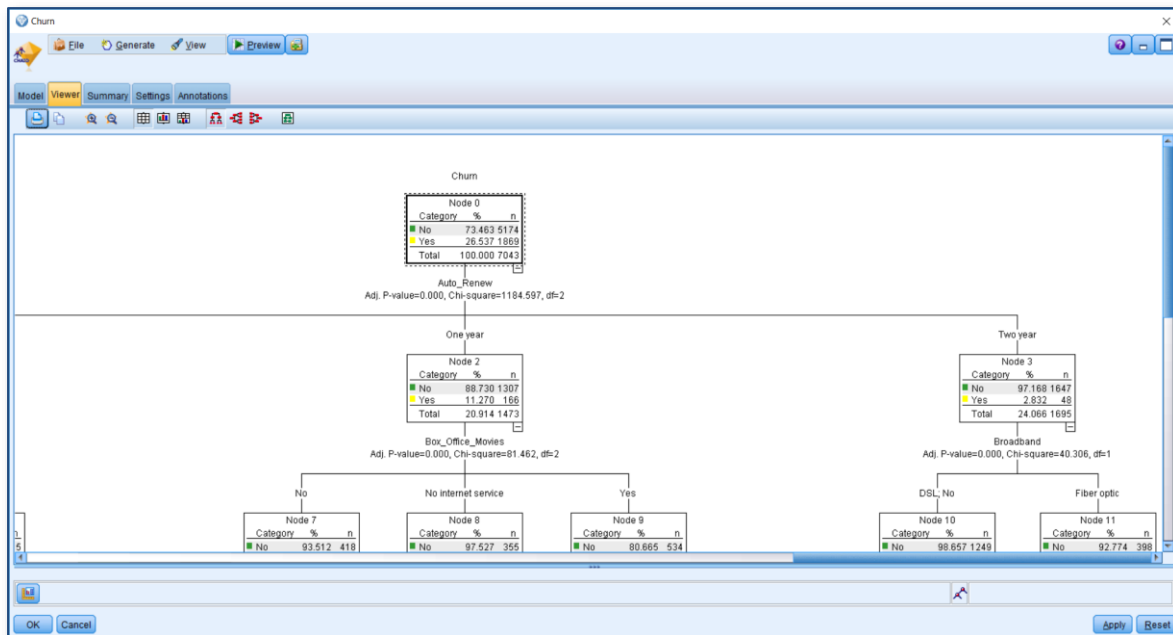 Churn
File Generate View Preview
Model Viewer Summary Settings Annotations
Churn
Node 0
Category % n
No 73.463 5174
Yes 26.537 1869
Total 100.000 7043
Auto_Renew
Adj. P-value=0.000, Chi-square=1184.597, df=2
One year Two year
Node 2
Category % n
No 88.730 1307
Yes 11.270 166
Total 20.914 1473
Node 3
Category % n
No 97.168 1647
Yes 2.832 48
Total 24.066 1695
Box_Office_Movies
Adj. P-value=0.000, Chi-square=81.462, df=2
Broadband
Adj. P-value=0.000, Chi-square=40.306, df=1
No No internet service Yes
DSL; No Fiber optic
n
5
Node 7
Category % n
No 93.512 418
Node 8
Category % n
No 97.527 355
Node 9
Category % n
No 80.665 534
Node 10
Category % n
No 98.657 1249
Node 11
Category % n
No 92.774 398
OK Cancel Apply Reset